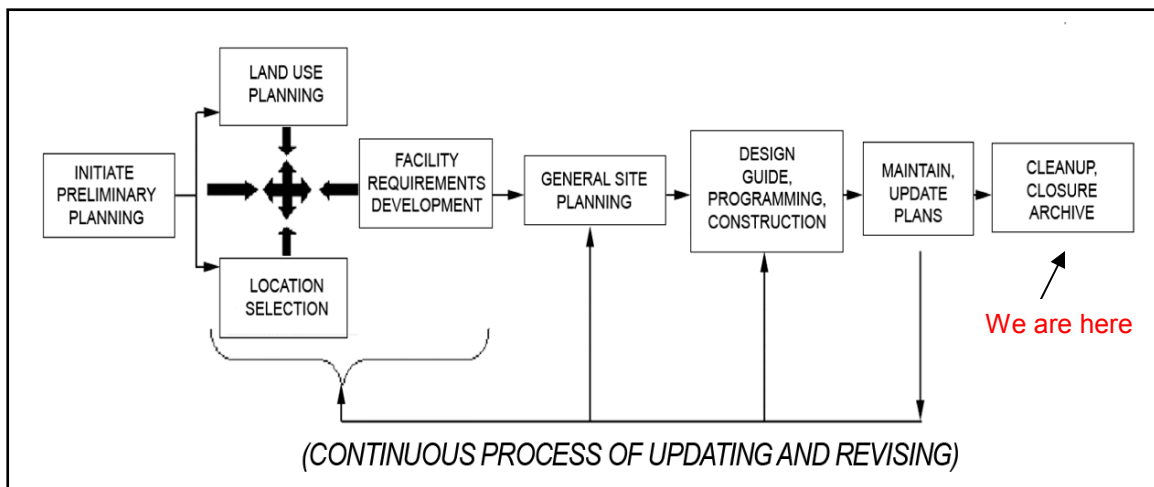 LAND USE
PLANNING
INITIATE
PRELIMINARY
PLANNING
FACILITY
REQUIREMENTS
DEVELOPMENT
LOCATION
SELECTION
GENERAL SITE
PLANNING
DESIGN
GUIDE,
PROGRAMMING,
CONSTRUCTION
MAINTAIN,
UPDATE
PLANS
CLEANUP,
CLOSURE
ARCHIVE
We are here
(CONTINUOUS PROCESS OF UPDATING AND REVISING)